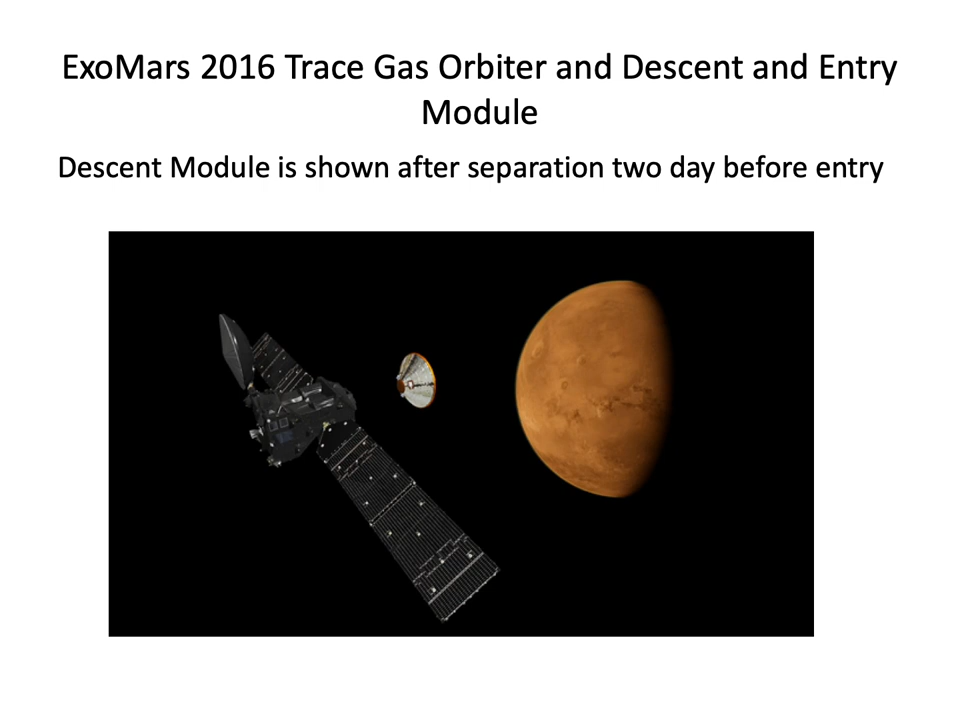 ExoMars 2016 Trace Gas Orbiter and Descent and Entry
Module
Descent Module is shown after separation two day before entry